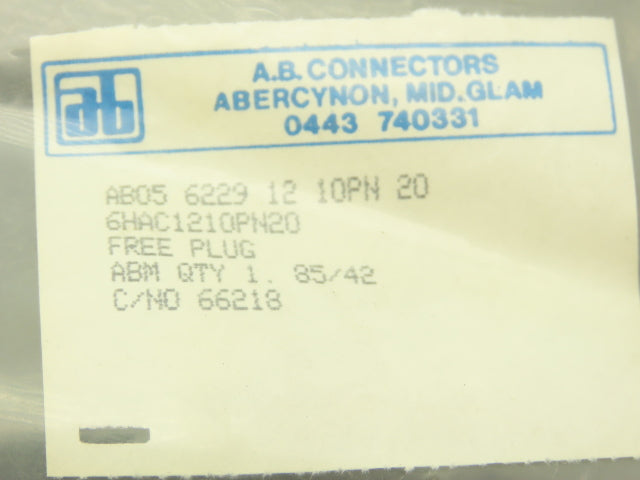 ab
A.B. CONNECTORS
ABERCYNON, MID. GLAM
0443 740331
AB05 6229 12 10PN 20
6HAC1210PN20
FREE PLUG
ABM QTY 1. 85/42
C/NO 66218